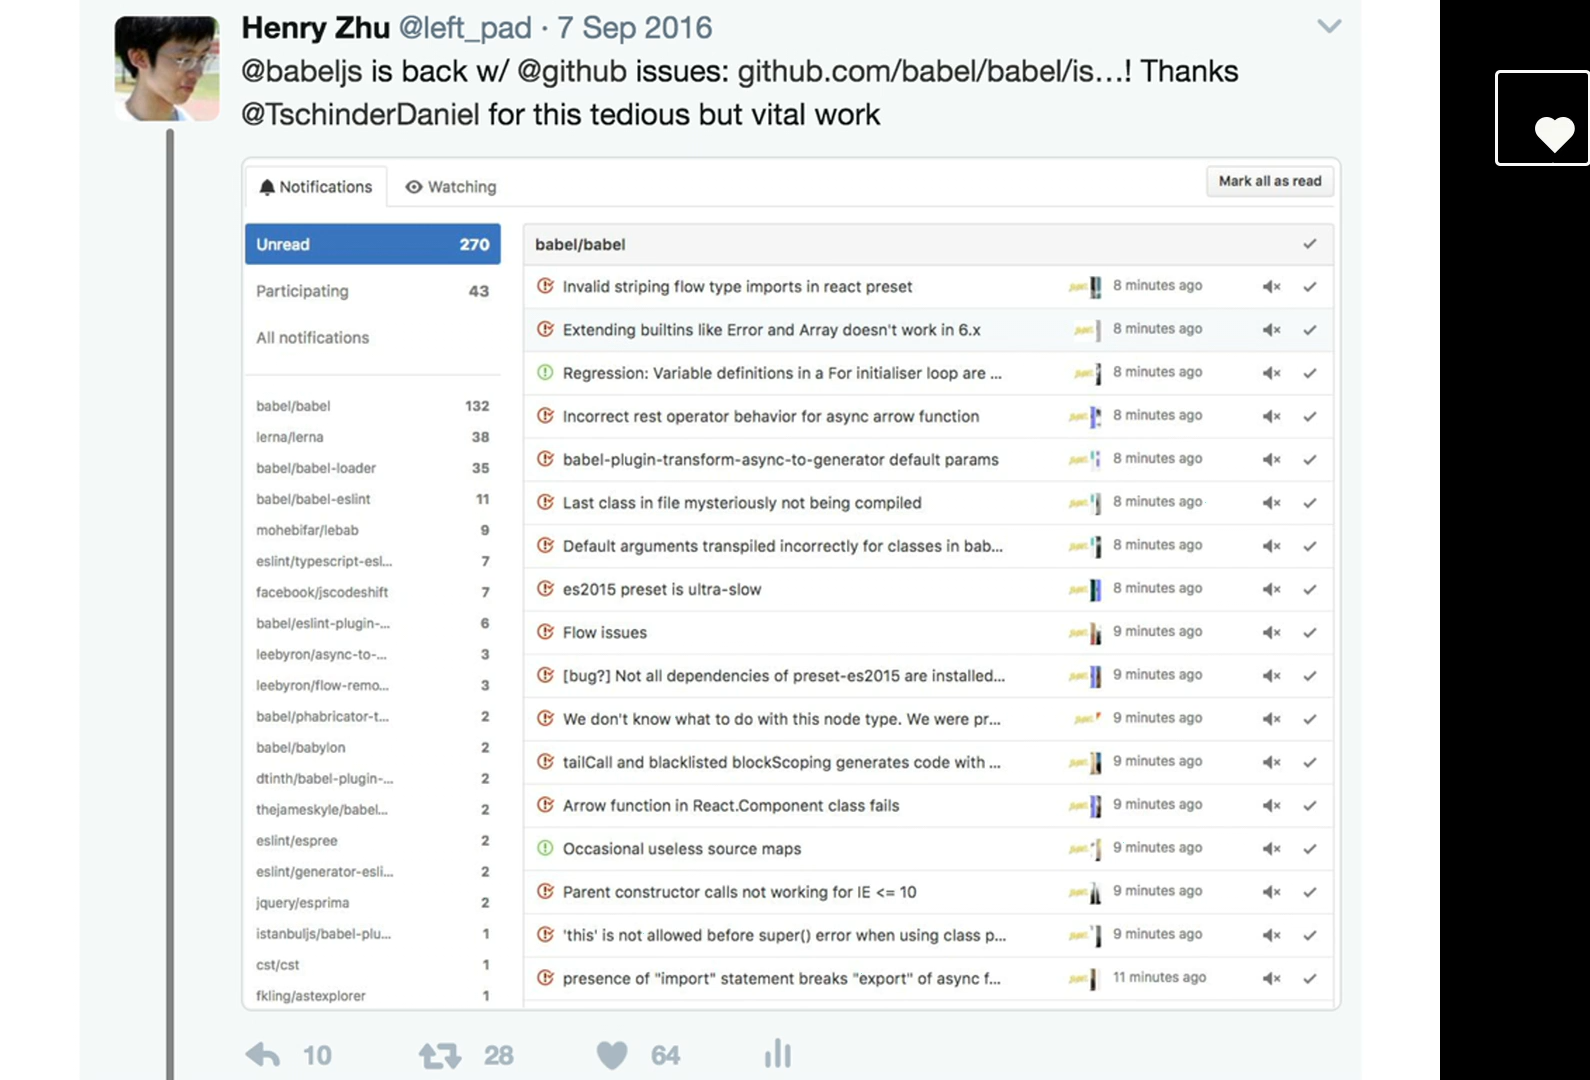 Henry Zhu @left_pad · 7 Sep 2016
@babeljs is back w/ @github issues: github.com/babel/babel/is…! Thanks
@TschinderDaniel for this tedious but vital work
Notifications Watching Mark all as read
Unread 270
Participating 43
All notifications
babel/babel 132
lerna/lerna 38
babel/babel-loader 35
babel/babel-eslint 11
mohebifar/lebab 9
eslint/typescript-esl... 7
facebook/jscodeshift 7
babel/eslint-plugin-... 6
leebyron/async-to-... 3
leebyron/flow-remo... 3
babel/phabricator-t... 2
babel/babylon 2
dtinth/babel-plugin-... 2
thejameskyle/babel... 2
eslint/espree 2
eslint/generator-esli... 2
jquery/esprima 2
istanbuljs/babel-plu... 1
cst/cst 1
fkling/astexplorer 1
babel/babel
Invalid striping flow type imports in react preset 8 minutes ago
Extending builtins like Error and Array doesn't work in 6.x 8 minutes ago
Regression: Variable definitions in a For initialiser loop are ... 8 minutes ago
Incorrect rest operator behavior for async arrow function 8 minutes ago
babel-plugin-transform-async-to-generator default params 8 minutes ago
Last class in file mysteriously not being compiled 8 minutes ago
Default arguments transpiled incorrectly for classes in bab... 8 minutes ago
es2015 preset is ultra-slow 8 minutes ago
Flow issues 9 minutes ago
[bug?] Not all dependencies of preset-es2015 are installed... 9 minutes ago
We don't know what to do with this node type. We were pr... 9 minutes ago
tailCall and blacklisted blockScoping generates code with ... 9 minutes ago
Arrow function in React.Component class fails 9 minutes ago
Occasional useless source maps 9 minutes ago
Parent constructor calls not working for IE <= 10 9 minutes ago
'this' is not allowed before super() error when using class p... 9 minutes ago
presence of "import" statement breaks "export" of async f... 11 minutes ago
10 28 64